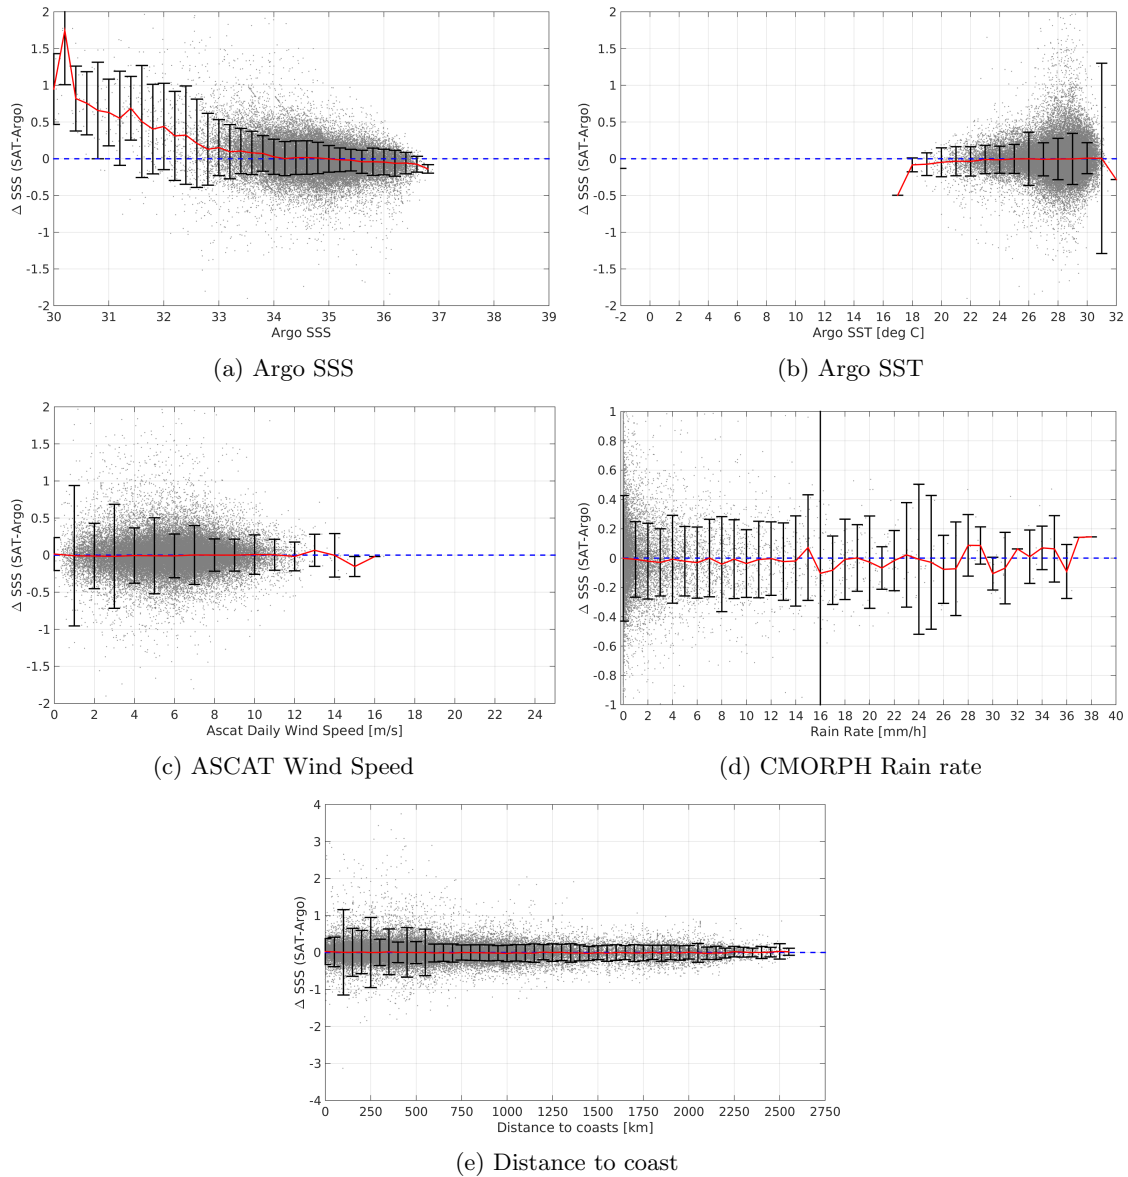 2
1.5
1
0.5
0
-0.5
-1
-1.5
-2
Δ SSS (SAT-Argo)
30 31 32 33 34 35 36 37 38 39
Argo SSS
(a) Argo SSS
2
1.5
1
0.5
0
-0.5
-1
-1.5
-2
Δ SSS (SAT-Argo)
-2 0 2 4 6 8 10 12 14 16 18 20 22 24 26 28 30 32
Argo SST [deg C]
(b) Argo SST
2
1.5
1
0.5
0
-0.5
-1
-1.5
-2
Δ SSS (SAT-Argo)
0 2 4 6 8 10 12 14 16 18 20 22 24
Ascat Daily Wind Speed [m/s]
(c) ASCAT Wind Speed
1
0.8
0.6
0.4
0.2
0
-0.2
-0.4
-0.6
-0.8
-1
Δ SSS (SAT-Argo)
0 2 4 6 8 10 12 14 16 18 20 22 24 26 28 30 32 34 36 38 40
Rain Rate [mm/h]
(d) CMORPH Rain rate
4
3
2
1
0
-1
-2
-3
-4
Δ SSS (SAT-Argo)
0 250 500 750 1000 1250 1500 1750 2000 2250 2500 2750
Distance to coasts [km]
(e) Distance to coast